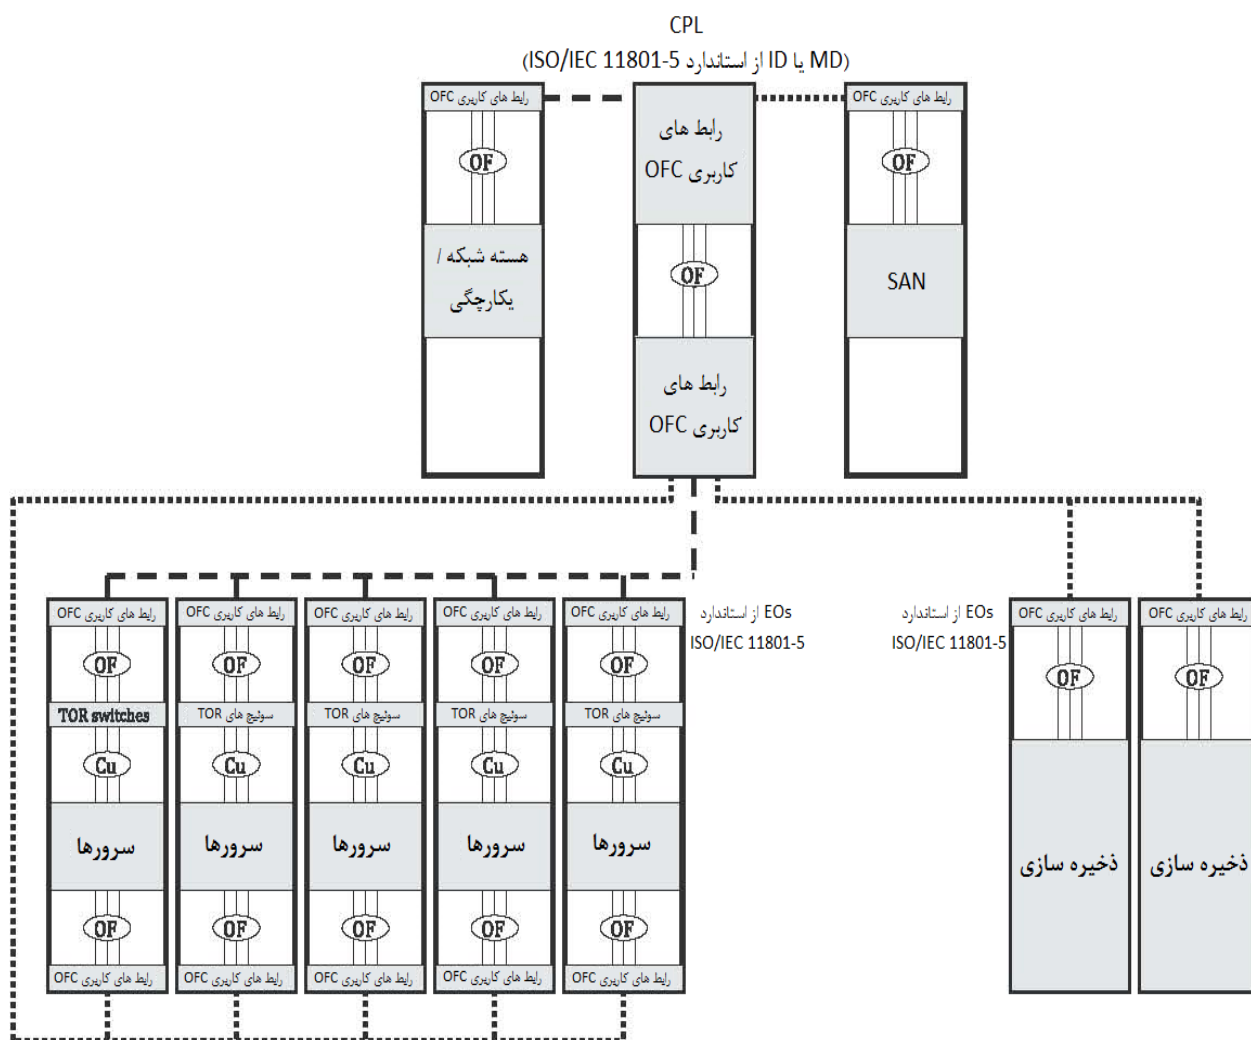 CPL
(MD یا ID از استاندارد ISO/IEC 11801-5)
رابط های کاربری OFC
رابط های
کاربری OFC
رابط های کاربری OFC
OF
OF
هسته شبکه /
یکارچگی
OF
SAN
رابط های
کاربری OFC
رابط های کاربری OFC
رابط های کاربری OFC
رابط های کاربری OFC
رابط های کاربری OFC
رابط های کاربری OFC
EOs از استاندارد
ISO/IEC 11801-5
EOs از استاندارد
ISO/IEC 11801-5
رابط های کاربری OFC
رابط های کاربری OFC
OF
OF
OF
OF
OF
OF
OF
TOR switches
سوئیچ های TOR
سوئیچ های TOR
سوئیچ های TOR
سوئیچ های TOR
Cu
Cu
Cu
Cu
Cu
سرورها
سرورها
سرورها
سرورها
سرورها
ذخیره سازی
ذخیره سازی
OF
OF
OF
OF
OF
رابط های کاربری OFC
رابط های کاربری OFC
رابط های کاربری OFC
رابط های کاربری OFC
رابط های کاربری OFC